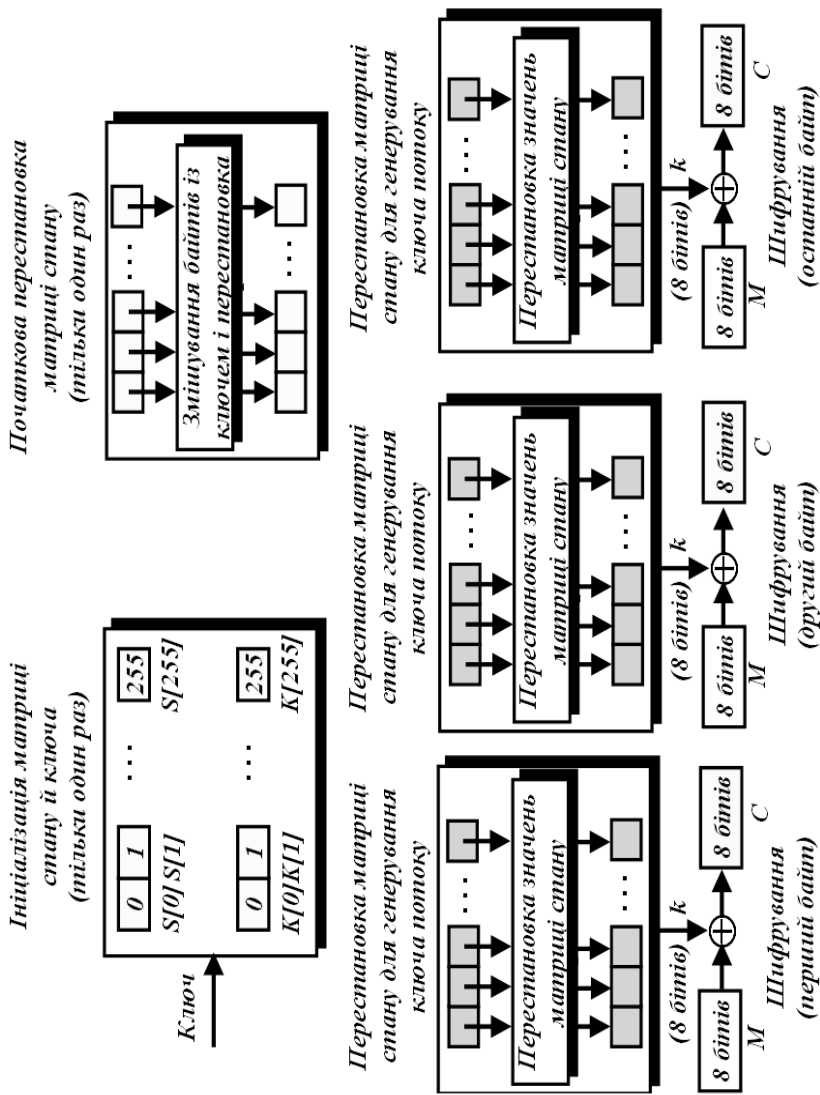 Ініціалізація матриці
стану й ключа
(тільки один раз)
Ключ
0 1 ... 255
S[0] S[1] S[255]
0 1 ... 255
K[0] K[1] K[255]
Початкова перестановка
матриці стану
(тільки один раз)
...
Змішування байтів із
ключем і перестановка
...
Перестановка матриці
стану для генерування
ключа потоку
...
Перестановка значень
матриці стану
...
(8 бітів) k
8 бітів
8 бітів
M
C
Шифрування
(перший байт)
Перестановка матриці
стану для генерування
ключа потоку
...
Перестановка значень
матриці стану
...
(8 бітів) k
8 бітів
8 бітів
M
C
Шифрування
(другий байт)
Перестановка матриці
стану для генерування
ключа потоку
...
Перестановка значень
матриці стану
...
(8 бітів) k
8 бітів
8 бітів
M
C
Шифрування
(останній байт)